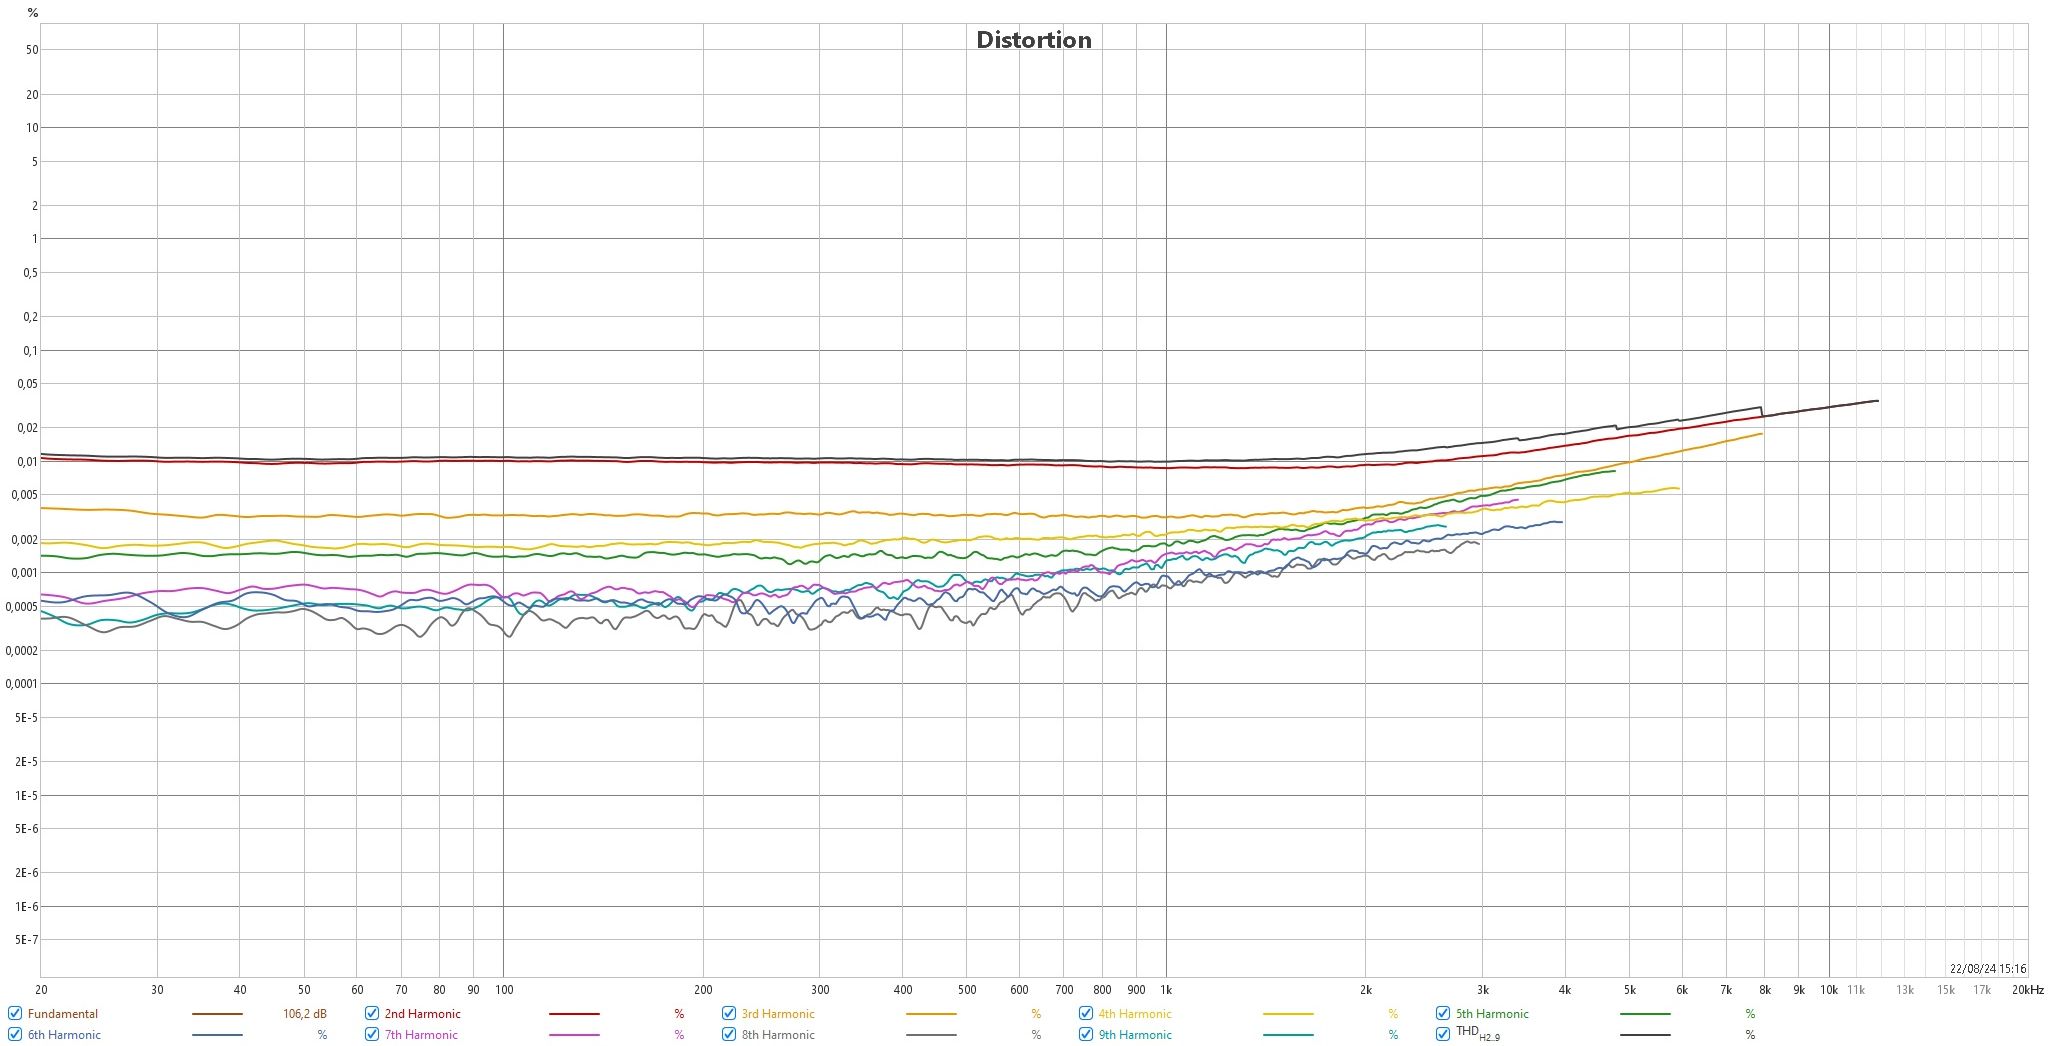 %
Distortion
50
20
10
5
2
1
0,5
0,2
0,1
0,05
0,02
0,01
0,005
0,002
0,001
0,0005
0,0002
0,0001
5E-5
2E-5
1E-5
5E-6
2E-6
1E-6
5E-7
22/08/24 15:16
20 30 40 50 60 70 80 90 100 200 300 400 500 600 700 800 900 1k 2k 3k 4k 5k 6k 7k 8k 9k 10k 11k 13k 15k 17k 20kHz
Fundamental 106,2 dB 2nd Harmonic % 3rd Harmonic % 4th Harmonic % 5th Harmonic %
6th Harmonic % 7th Harmonic % 8th Harmonic % 9th Harmonic % THD H2..9 %